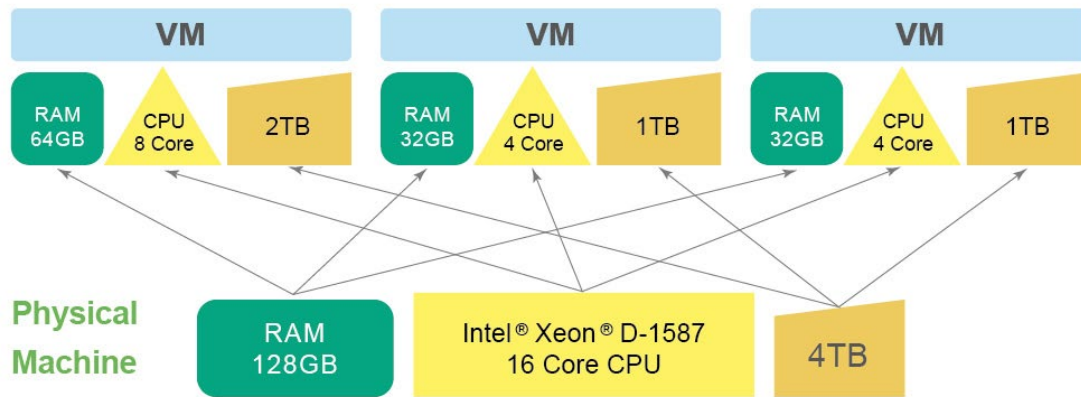 VM
VM
VM
RAM
64GB
CPU
8 Core
2TB
RAM
32GB
CPU
4 Core
1TB
RAM
32GB
CPU
4 Core
1TB
Physical
Machine
RAM
128GB
Intel® Xeon® D-1587
16 Core CPU
4TB